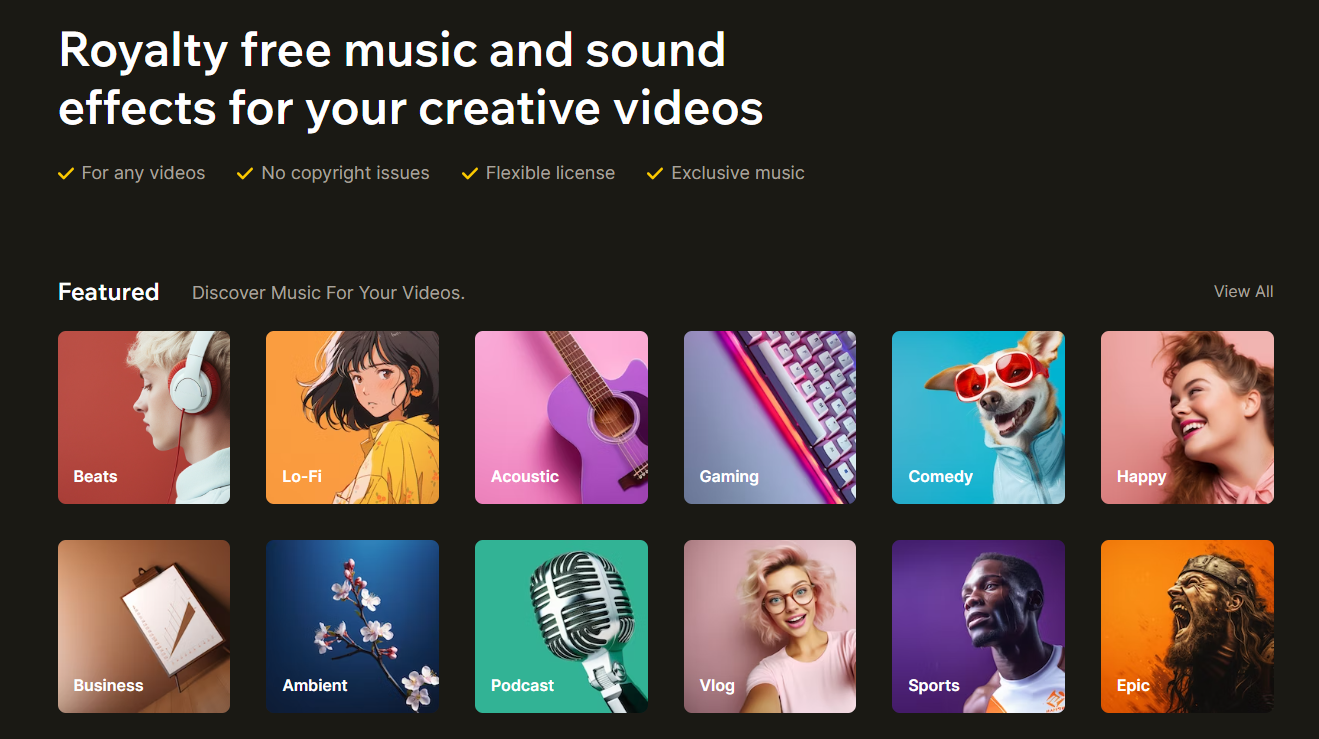 Royalty free music and sound
effects for your creative videos
For any videos
No copyright issues
Flexible license
Exclusive music
Featured
Discover Music For Your Videos.
View All
Beats
Lo-Fi
Acoustic
Gaming
Comedy
Happy
Business
Ambient
Podcast
Vlog
Sports
Epic